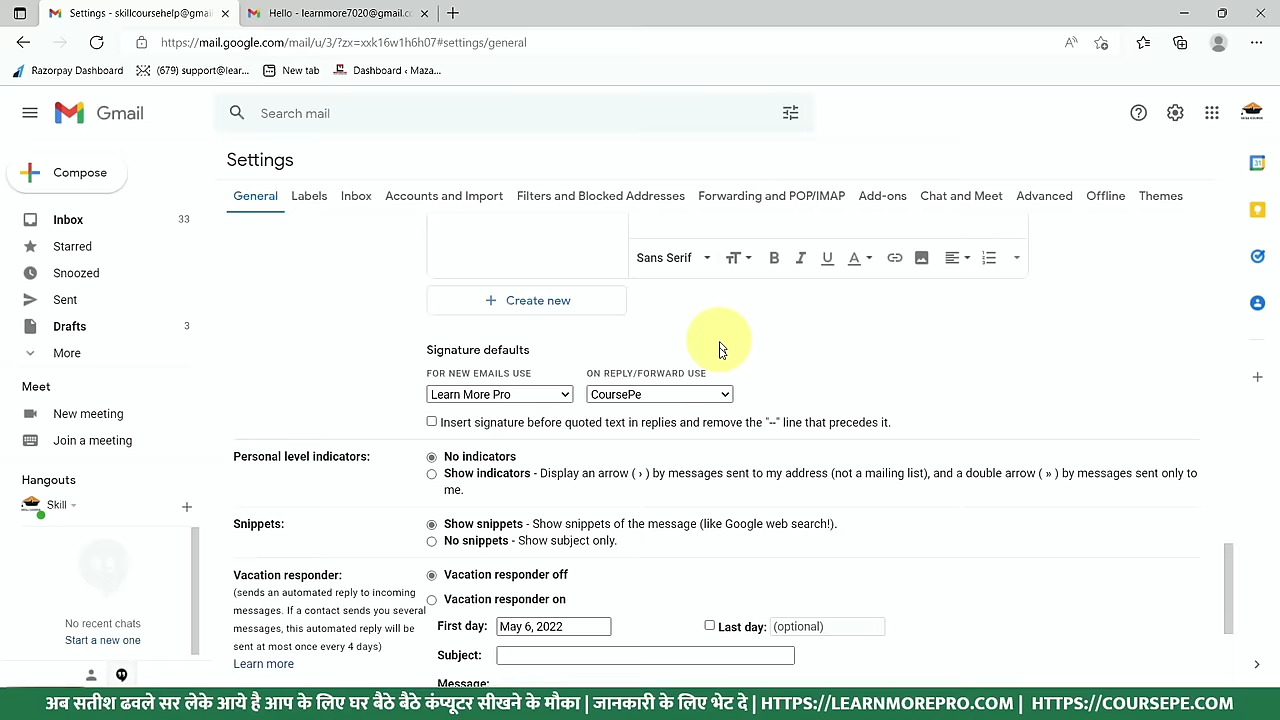 Settings - skillcoursehelp@gmai
Hello - learnmore7020@gmail.c
https://mail.google.com/mail/u/3/?zx=xxk16w1h6h07#settings/general
Razorpay Dashboard
(679) support@lear...
New tab
Dashboard ‹ Maza...
Gmail
Search mail
Compose
Inbox 33
Starred
Snoozed
Sent
Drafts 3
More
Meet
New meeting
Join a meeting
Hangouts
Skill
No recent chats
Start a new one
Settings
General Labels Inbox Accounts and Import Filters and Blocked Addresses Forwarding and POP/IMAP Add-ons Chat and Meet Advanced Offline Themes
Sans Serif
Create new
Signature defaults
FOR NEW EMAILS USE ON REPLY/FORWARD USE
Learn More Pro CoursePe
Insert signature before quoted text in replies and remove the "--" line that precedes it.
Personal level indicators:
No indicators
Show indicators - Display an arrow ( › ) by messages sent to my address (not a mailing list), and a double arrow ( » ) by messages sent only to
me.
Snippets:
Show snippets - Show snippets of the message (like Google web search!).
No snippets - Show subject only.
Vacation responder:
(sends an automated reply to incoming
messages. If a contact sends you several
messages, this automated reply will be
sent at most once every 4 days)
Learn more
Vacation responder off
Vacation responder on
First day: May 6, 2022 Last day: (optional)
Subject:
Message:
अब सतीश ढवले सर लेके आये है आप के लिए घर बैठे बैठे कंप्यूटर सीखने के मौका | जानकारी के लिए भेट दे | HTTPS://LEARNMOREPRO.COM | HTTPS://COURSEPE.COM